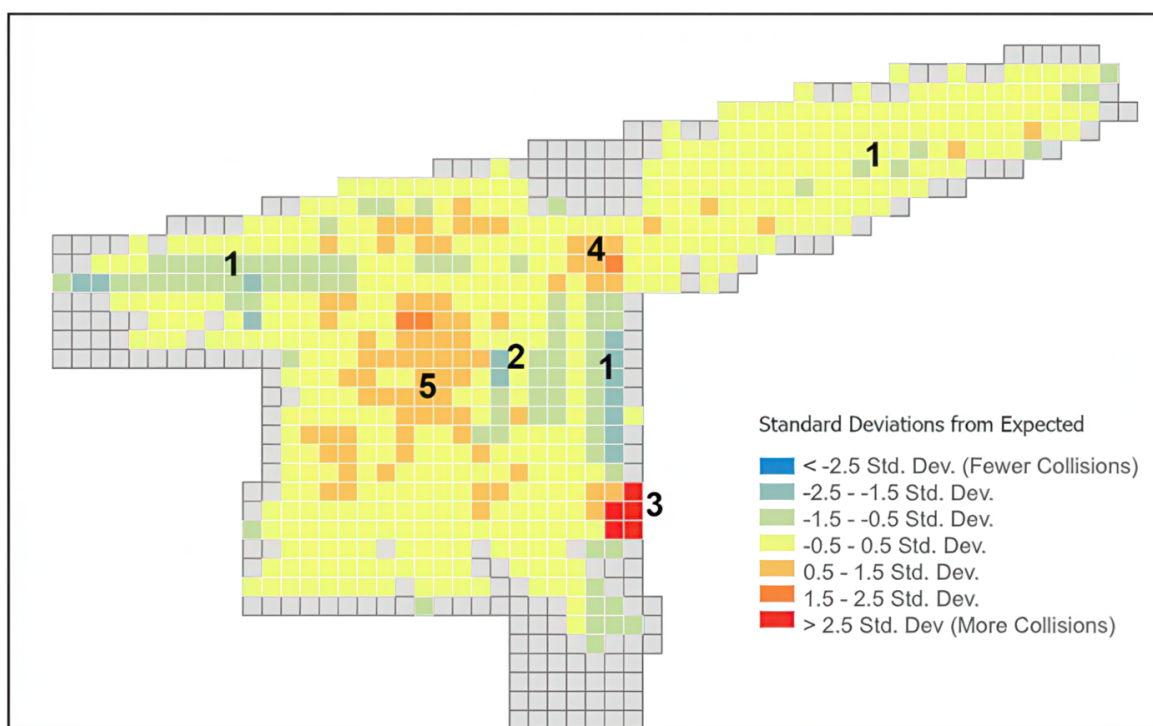 1
4
1
2
1
5
3
Standard Deviations from Expected
< -2.5 Std. Dev. (Fewer Collisions)
-2.5 - -1.5 Std. Dev.
-1.5 - -0.5 Std. Dev.
-0.5 - 0.5 Std. Dev.
0.5 - 1.5 Std. Dev.
1.5 - 2.5 Std. Dev.
> 2.5 Std. Dev (More Collisions)